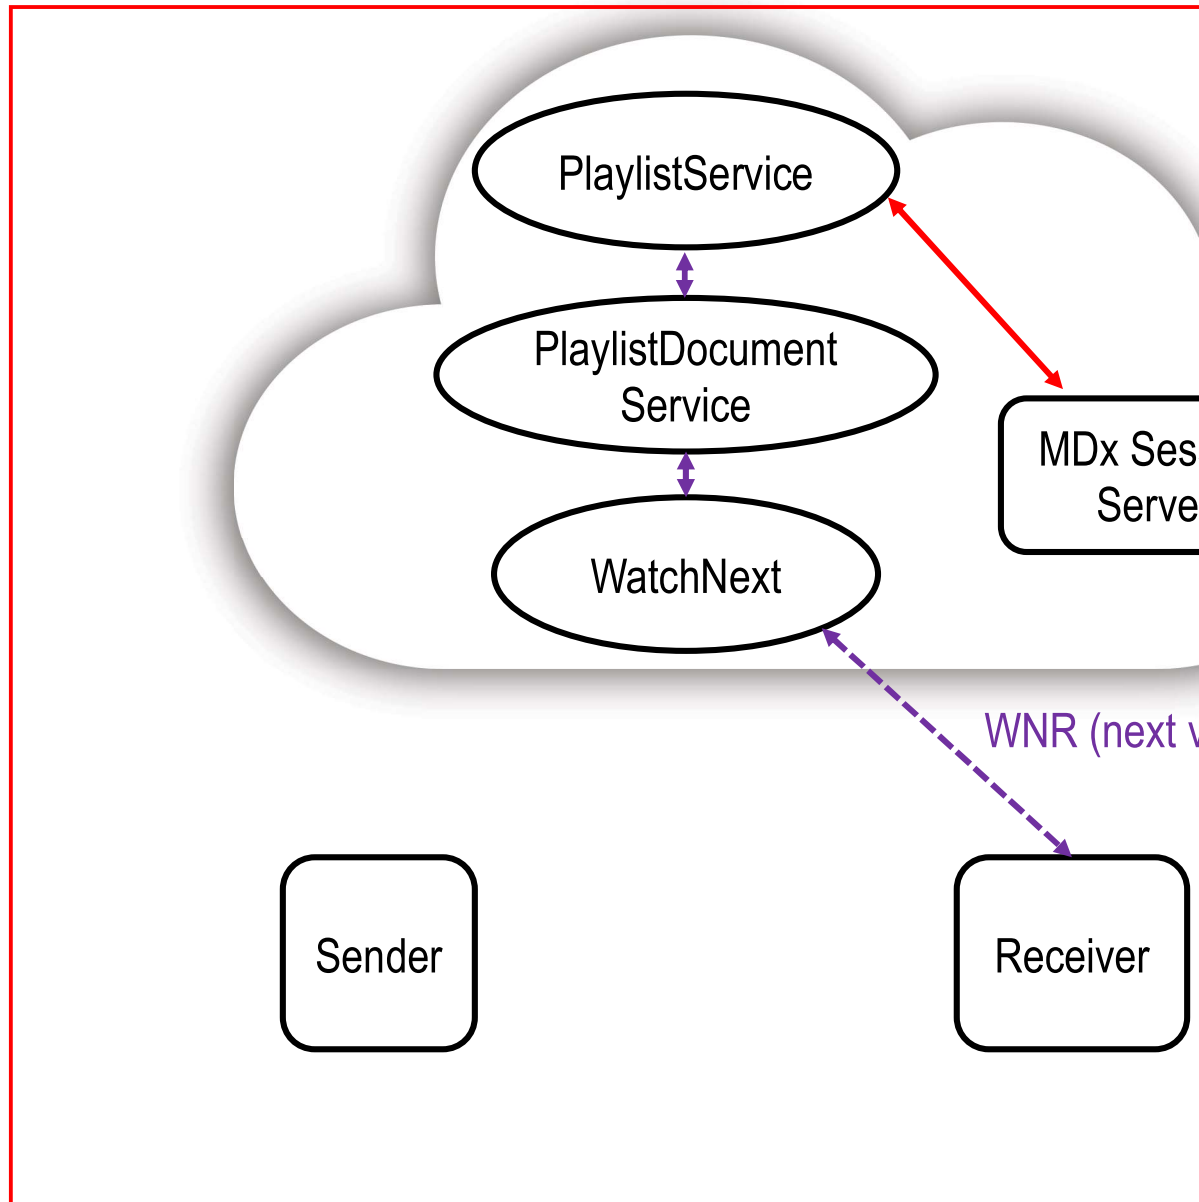 PlaylistService
PlaylistDocument
Service
MDx Ses
Serve
WatchNext
WNR (next v
Sender
Receiver